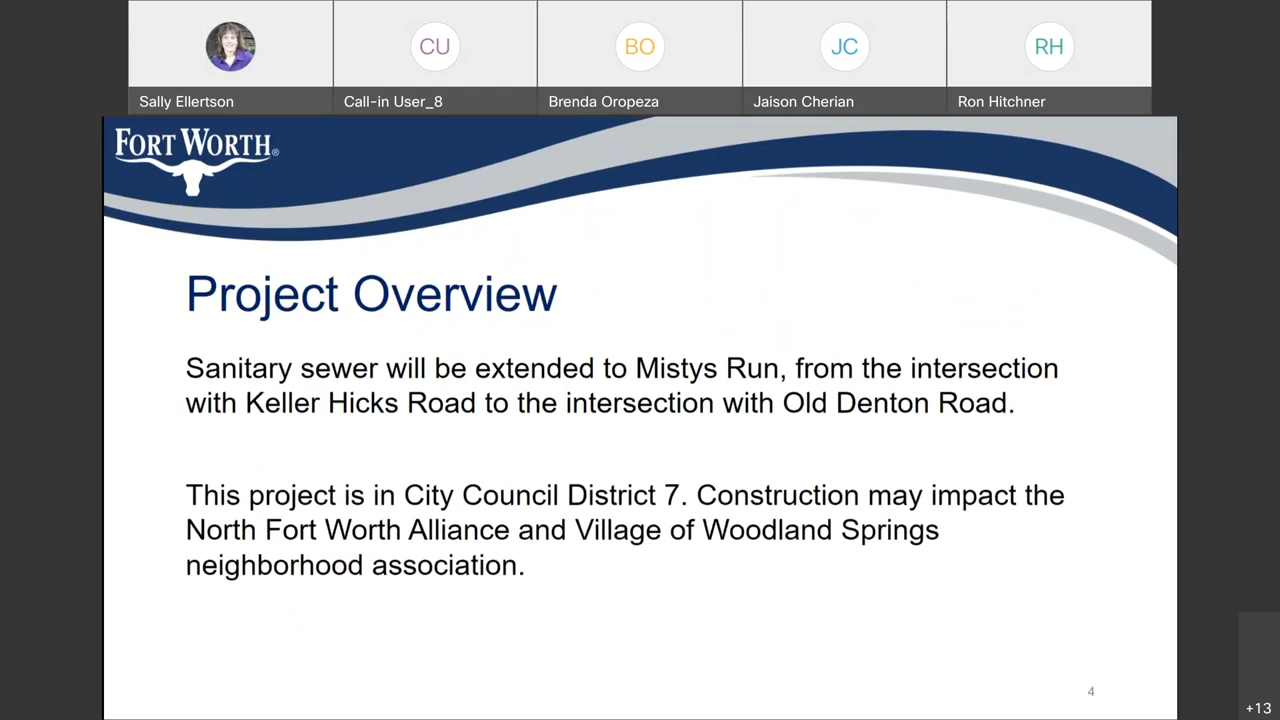 CU
BO
JC
RH
Sally Ellertson
Call-in User_8
Brenda Oropeza
Jaison Cherian
Ron Hitchner
FORT WORTH®
Project Overview
Sanitary sewer will be extended to Mistys Run, from the intersection
with Keller Hicks Road to the intersection with Old Denton Road.
This project is in City Council District 7. Construction may impact the
North Fort Worth Alliance and Village of Woodland Springs
neighborhood association.
4
+13